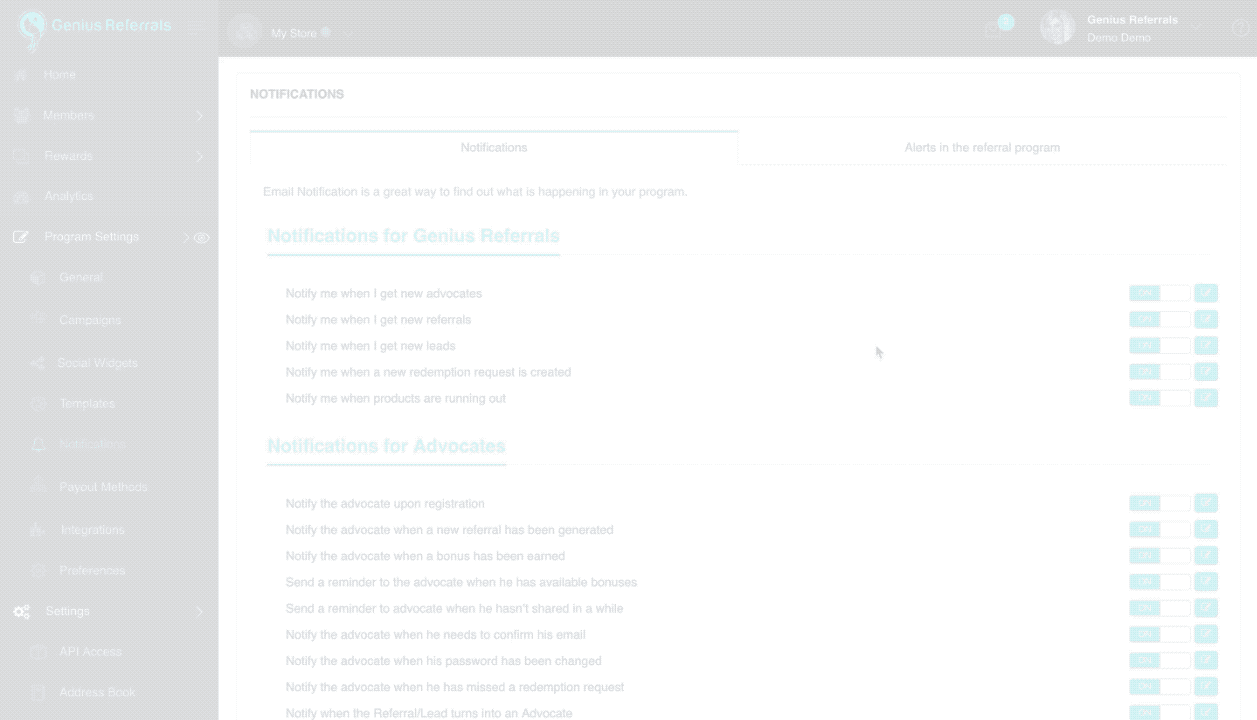 Genius Referrals
My Store
Genius Referrals
Demo Demo
Home
Members
Rewards
Analytics
Program Settings
General
Campaigns
Social Widgets
Templates
Notifications
Payout Methods
Integrations
Preferences
Settings
API Access
Address Book
NOTIFICATIONS
Notifications
Alerts in the referral program
Email Notification is a great way to find out what is happening in your program.
Notifications for Genius Referrals
Notify me when I get new advocates ON
Notify me when I get new referrals ON
Notify me when I get new leads ON
Notify me when a new redemption request is created ON
Notify me when products are running out ON
Notifications for Advocates
Notify the advocate upon registration ON
Notify the advocate when a new referral has been generated ON
Notify the advocate when a bonus has been earned ON
Send a reminder to the advocate when he has available bonuses ON
Send a reminder to advocate when he hasn't shared in a while ON
Notify the advocate when he needs to confirm his email ON
Notify the advocate when his password has been changed ON
Notify the advocate when he has missed a redemption request ON
Notify when the Referral/Lead turns into an Advocate ON